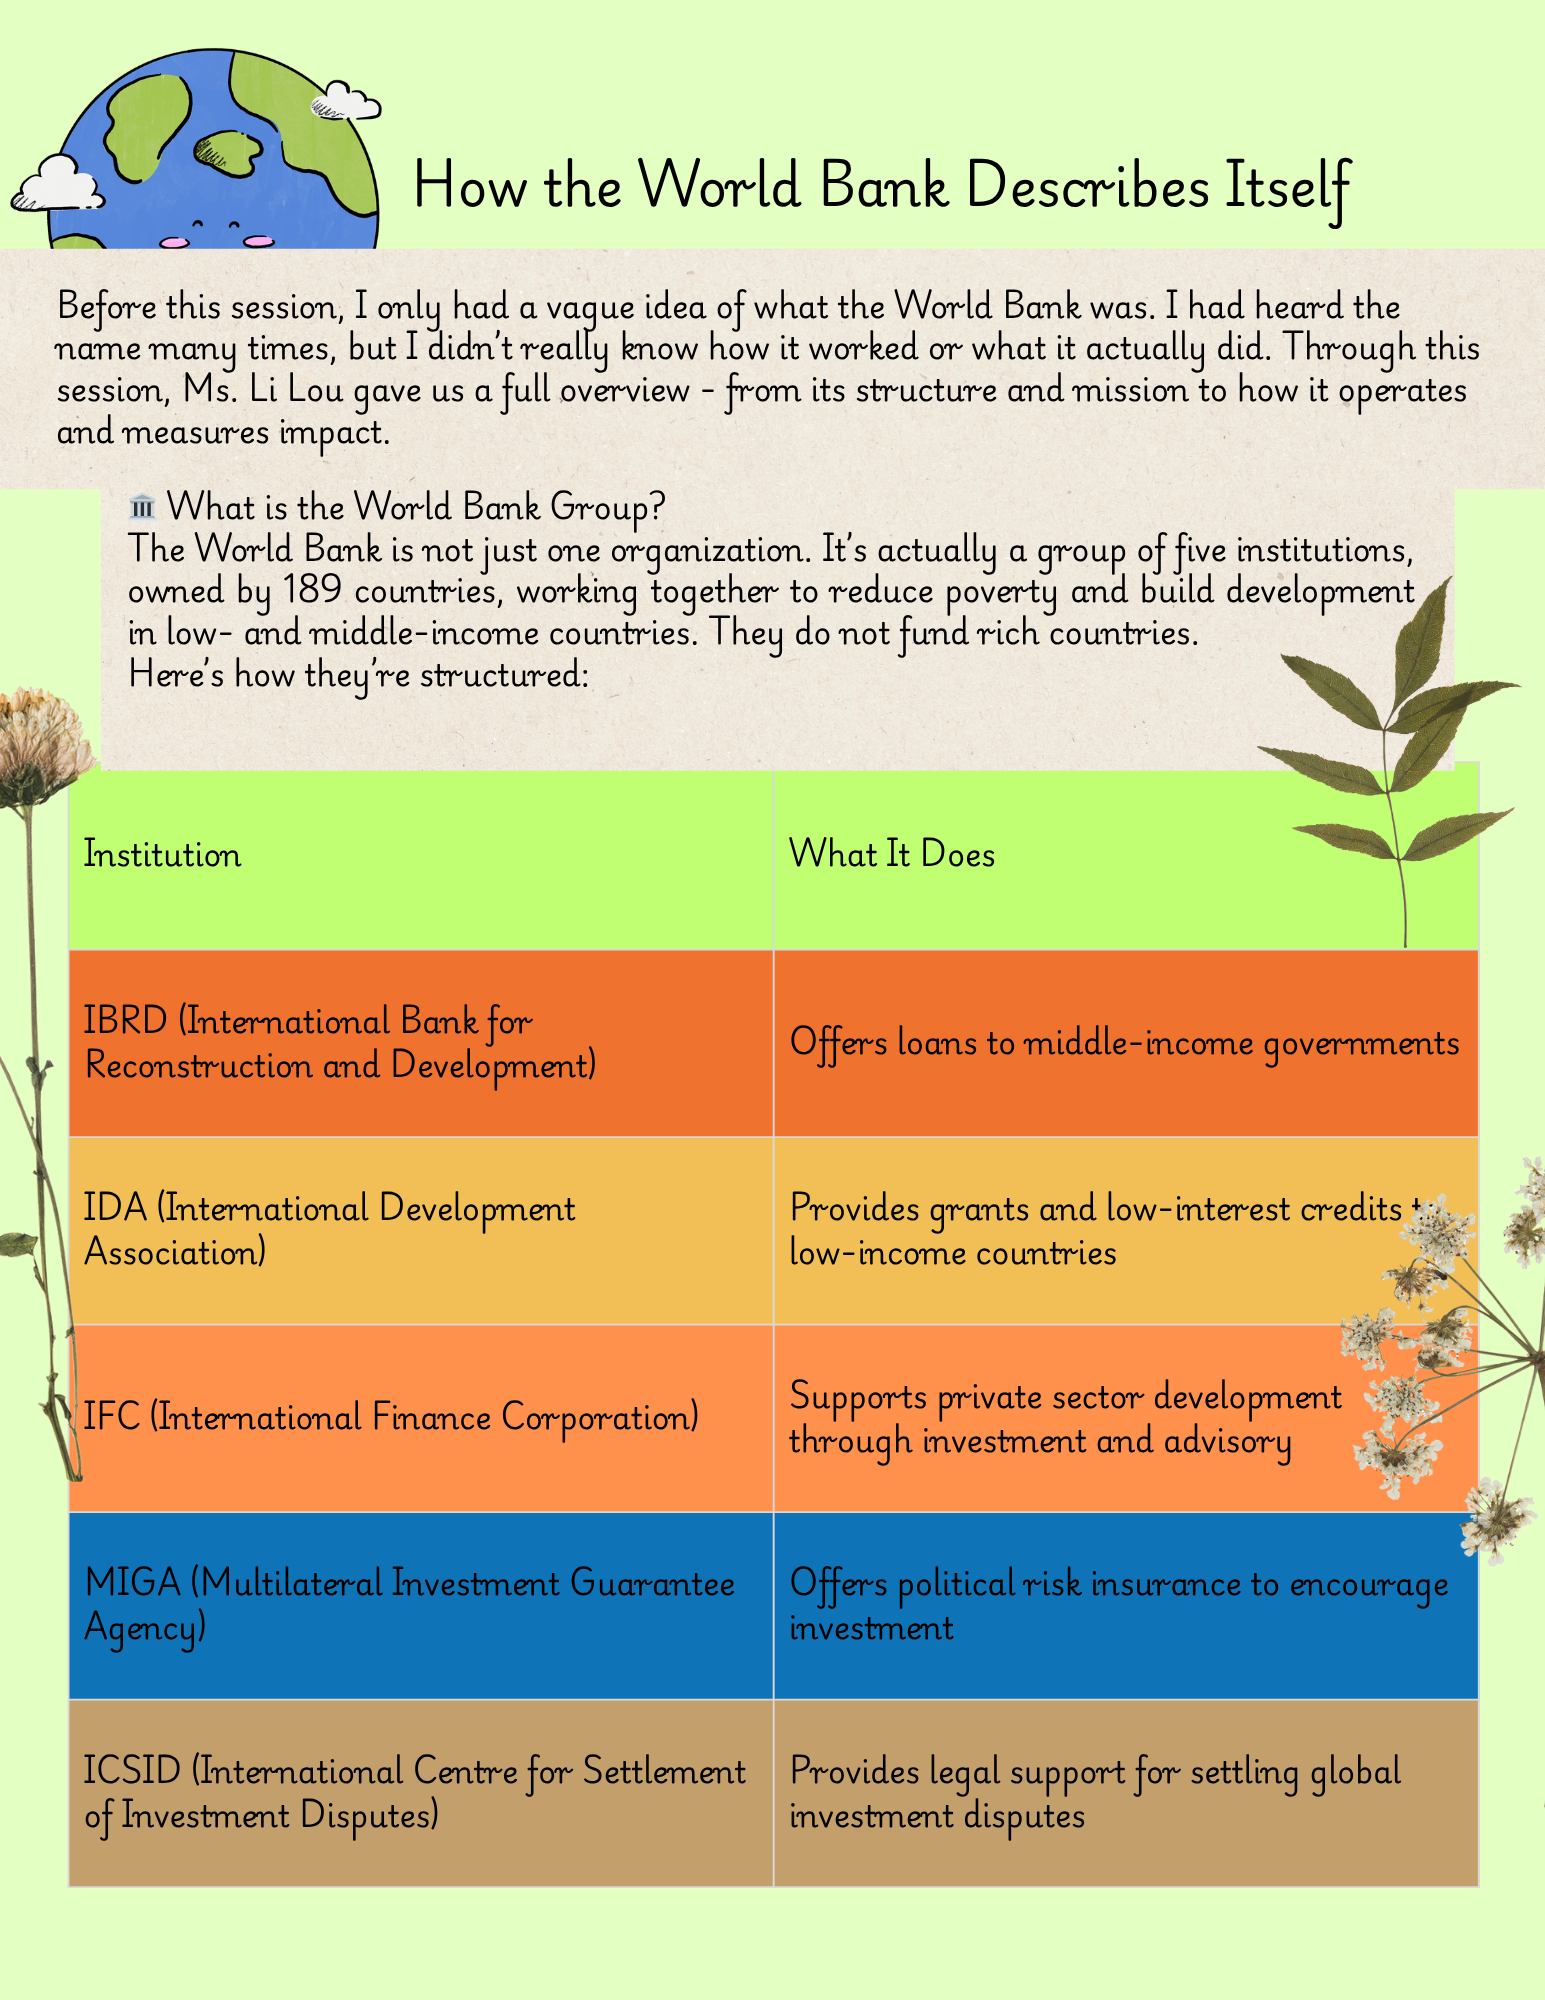 How the World Bank Describes Itself
Before this session, I only had a vague idea of what the World Bank was. I had heard the
name many times, but I didn't really know how it worked or what it actually did. Through this
session, Ms. Li Lou gave us a full overview - from its structure and mission to how it operates
and measures impact.
🏛 What is the World Bank Group?
The World Bank is not just one organization. It's actually a group of five institutions,
owned by 189 countries, working together to reduce poverty and build development
in low- and middle-income countries. They do not fund rich countries.
Here's how they're structured:
Institution
What It Does
IBRD (International Bank for
Reconstruction and Development)
Offers loans to middle-income governments
IDA (International Development
Association)
Provides grants and low-interest credits
low-income countries
IFC (International Finance Corporation)
Supports private sector development
through investment and advisory
MIGA (Multilateral Investment Guarantee
Agency)
Offers political risk insurance to encourage
investment
ICSID (International Centre for Settlement
of Investment Disputes)
Provides legal support for settling global
investment disputes